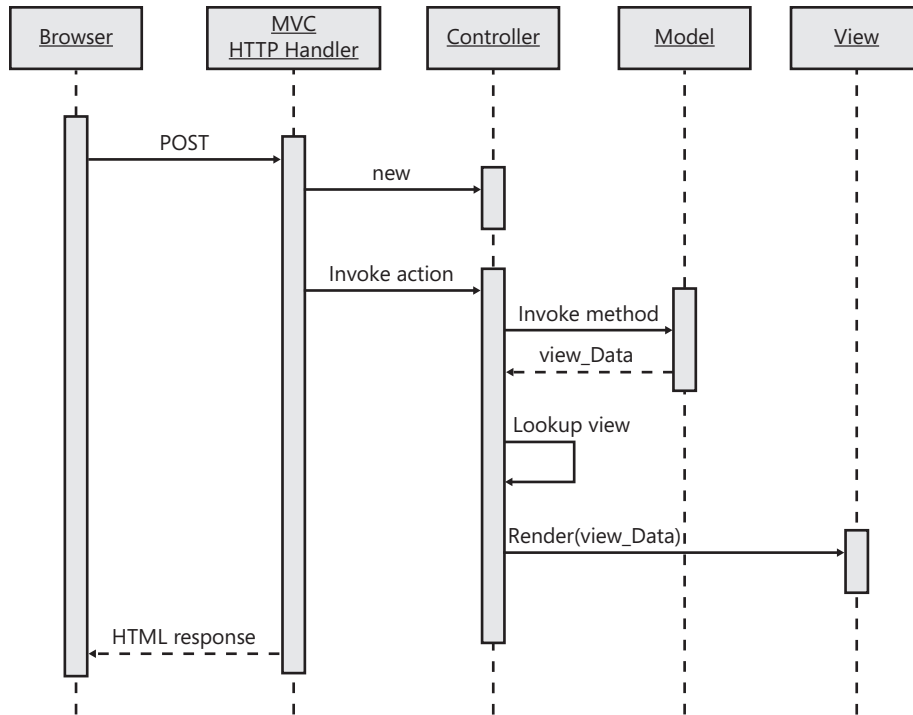 Browser
MVC
HTTP Handler
Controller
Model
View
POST
new
Invoke action
Invoke method
view_Data
Lookup view
Render(view_Data)
HTML response